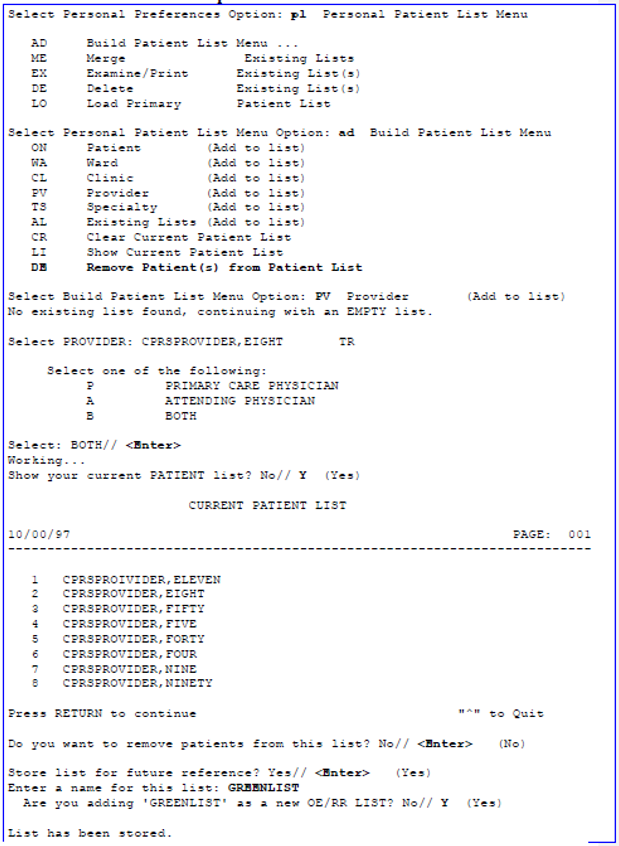 Select Personal Preferences Option: pl  Personal Patient List Menu
AD     Build Patient List Menu ...
ME     Merge               Existing Lists
EX     Examine/Print      Existing List(s)
DE     Delete             Existing List(s)
LO     Load Primary       Patient List
Select Personal Patient List Menu Option: ad  Build Patient List Menu
ON     Patient        (Add to list)
WA     Ward           (Add to list)
CL     Clinic         (Add to list)
PV     Provider       (Add to list)
TS     Specialty      (Add to list)
AL     Existing Lists (Add to list)
CR     Clear Current Patient List
LI     Show Current Patient List
DE     Remove Patient(s) from Patient List
Select Build Patient List Menu Option: PV  Provider       (Add to list)
No existing list found, continuing with an EMPTY list.
Select PROVIDER: CPRSPROVIDER,EIGHT       TR
Select one of the following:
P         PRIMARY CARE PHYSICIAN
A         ATTENDING PHYSICIAN
B         BOTH
Select: BOTH// <Enter>
Working...
Show your current PATIENT list? No// Y  (Yes)
CURRENT PATIENT LIST
10/00/97                                                         PAGE:  001
---------------------------------------------------------------------------
1   CPRSPROIVIDER,ELEVEN
2   CPRSPROVIDER,EIGHT
3   CPRSPROVIDER,FIFTY
4   CPRSPROVIDER,FIVE
5   CPRSPROVIDER,FORTY
6   CPRSPROVIDER,FOUR
7   CPRSPROVIDER,NINE
8   CPRSPROVIDER,NINETY
Press RETURN to continue                                  "^" to Quit
Do you want to remove patients from this list? No// <Enter>   (No)
Store list for future reference? Yes// <Enter>   (Yes)
Enter a name for this list: GREENLIST
Are you adding 'GREENLIST' as a new OE/RR LIST? No// Y  (Yes)
List has been stored.